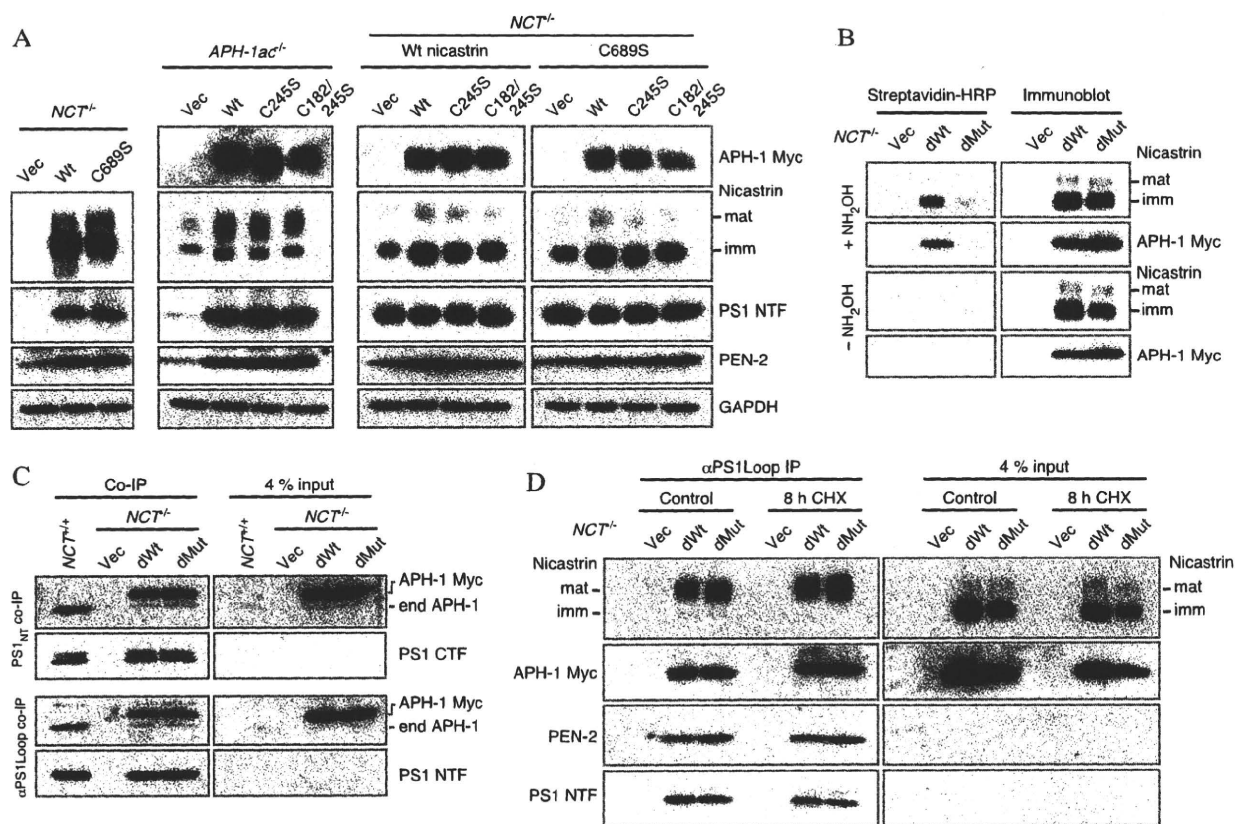 A
NCT-/-
Vec Wt C689S
APH-1ac-/-
Vec Wt C245S C182/245S
NCT-/-
Wt nicastrin
C689S
Vec Wt C245S C182/245S
Vec Wt C245S C182/245S
APH-1 Myc
Nicastrin
mat
imm
PS1 NTF
PEN-2
GAPDH
B
Streptavidin-HRP
Immunoblot
NCT-/-
Vec dWt dMut
Vec dWt dMut
+ NH2OH
Nicastrin
mat
imm
APH-1 Myc
− NH2OH
Nicastrin
mat
imm
APH-1 Myc
C
Co-IP
4 % input
NCT+/+
NCT-/-
Vec dWt dMut
NCT+/+
NCT-/-
Vec dWt dMut
PS1NT co-IP
APH-1 Myc
end APH-1
PS1 CTF
αPS1Loop co-IP
APH-1 Myc
end APH-1
PS1 NTF
D
αPS1Loop IP
4 % input
Control
8 h CHX
Control
8 h CHX
NCT-/-
Vec dWt dMut
Vec dWt dMut
Vec dWt dMut
Vec dWt dMut
Nicastrin
mat
imm
Nicastrin
mat
imm
APH-1 Myc
PEN-2
PS1 NTF